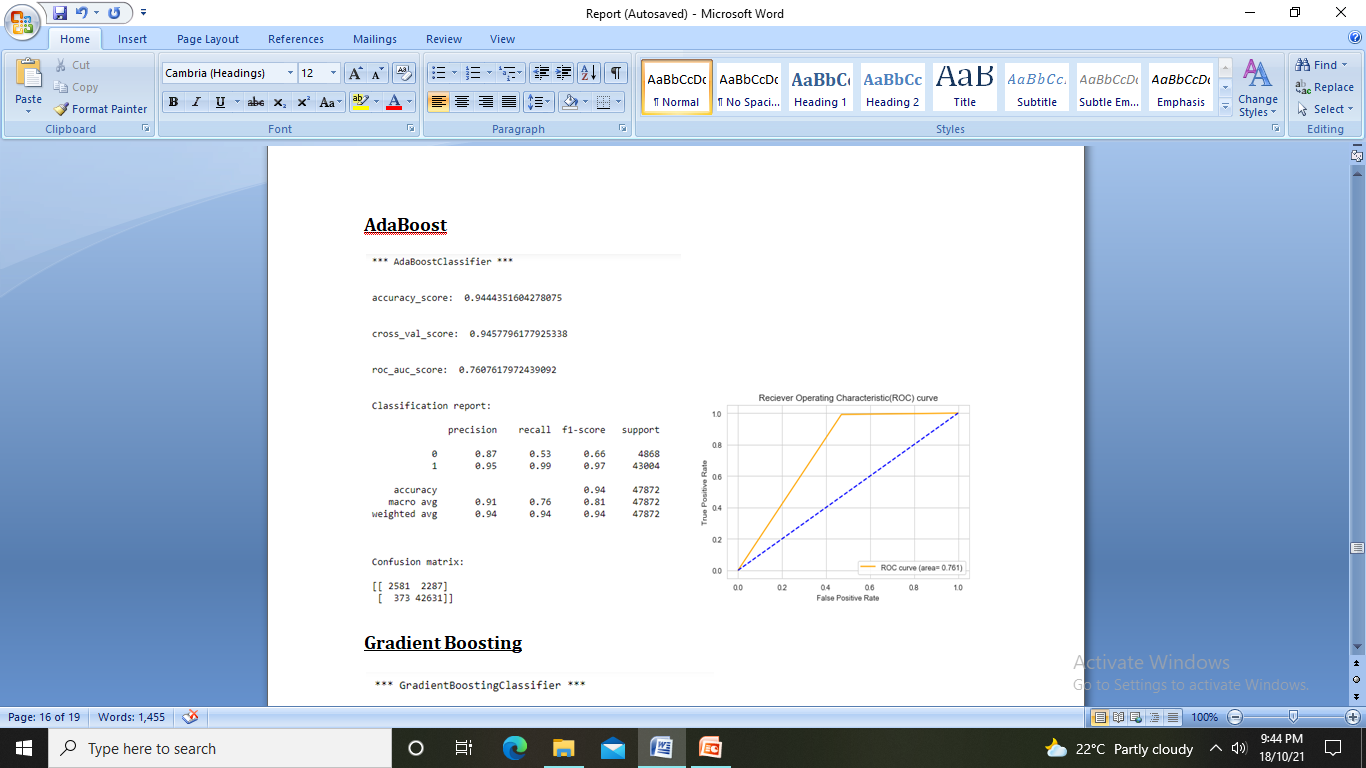 Report (Autosaved) - Microsoft Word
Home Insert Page Layout References Mailings Review View
Paste
Cut
Copy
Format Painter
Clipboard
Cambria (Headings) 12
B I U abc X₂ X² Aa
ab A
Font
Paragraph
AaBbCcDc AaBbCcDc AaBbC AaBbCc AaB AaBbCc. AaBbCcDc AaBbCcDc
¶ Normal ¶ No Spaci... Heading 1 Heading 2 Title Subtitle Subtle Em... Emphasis
Change Styles
Styles
Find
Replace
Select
Editing
AdaBoost
*** AdaBoostClassifier ***
accuracy_score: 0.9444351604278075
cross_val_score: 0.9457796177925338
roc_auc_score: 0.7607617972439092
Classification report:
precision recall f1-score support
0 0.87 0.53 0.66 4868
1 0.95 0.99 0.97 43004
accuracy 0.94 47872
macro avg 0.91 0.76 0.81 47872
weighted avg 0.94 0.94 0.94 47872
Confusion matrix:
[[ 2581 2287]
[ 373 42631]]
Reciever Operating Characteristic(ROC) curve
True Positive Rate
1.0
0.8
0.6
0.4
0.2
0.0
ROC curve (area= 0.761)
0.0 0.2 0.4 0.6 0.8 1.0
False Positive Rate
Gradient Boosting
*** GradientBoostingClassifier ***
Activate Windows
Go to Settings to activate Windows.
Page: 16 of 19 Words: 1,455 100%
Type here to search
22°C Partly cloudy
9:44 PM
18/10/21